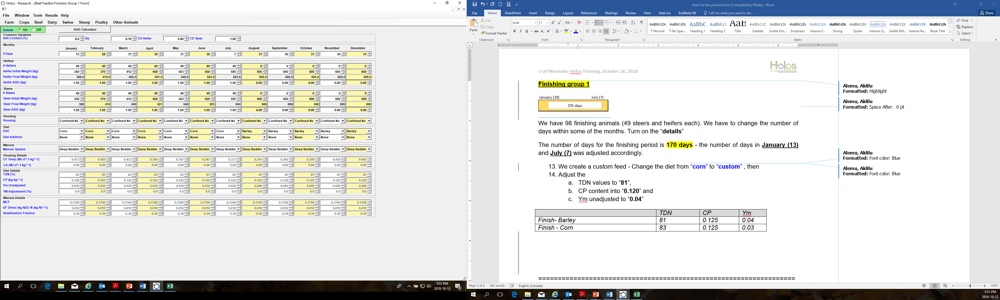 Holos - Research - [Beef Feedlot Finishers Group 1 Form]
File Window Tools Results Help
Farm Crops Beef Dairy Swine Sheep Poultry Other Animals
Details On Off ADG Calculator
Common Variables
Ash Content (%) 8.0 Bo 0.19 CD Heifer 0.80 CD Steer 1.00
Months
January February March April May June July August September October November December
# Days 13 28 31 30 31 30 7 31 30 31 30 31
Heifers
# Heifers 49 49 49 49 49 49 49 0 0 0 0 0
Heifer Initial Weight (kg) 350 370 412 458 503 550 595 605 605 605 605 605
Heifer Final Weight (kg) 368.0 410.0 456.5 501.5 548.0 593.0 603.5 605.0 605.0 605.0 605.0 605.0
Heifer ADG (kg) 1.50 1.50 1.50 1.50 1.50 1.50 1.50 0.00 0.00 0.00 0.00 0.00
Steers
# Steers 49 49 49 49 49 49 49 0 0 0 0 0
Steer Initial Weight (kg) 350 370 412 458 503 550 595 606 606 606 606 606
Steer Final Weight (kg) 368 410 456 501 548 593 604 606 606 606 606 606
Steer ADG (kg) 1.50 1.50 1.50 1.50 1.50 1.50 1.50 0.00 0.00 0.00 0.00 0.00
Housing
Housing Confined No Confined No Confined No Confined No Confined No Confined No Confined No Confined No Confined No Confined No Confined No Confined No
Diet
Diet Corn Corn Corn Corn Corn Corn Corn Barley Barley Barley Barley Barley
Diet Additive None None None None None None None None None None None None
Manure
Manure System Deep Beddin Deep Beddin Deep Beddin Deep Beddin Deep Beddin Deep Beddin Deep Beddin Deep Beddin Deep Beddin Deep Beddin Deep Beddin Deep Beddin
Housing Details
CF Temp (MJ d^-1 kg^-1) 0.473 0.456 0.433 0.396 0.367 0.347 0.337 0.341 0.365 0.390 0.436 0.465
CA (MJ d^-1 kg^-1) 0.00 0.00 0.00 0.00 0.00 0.00 0.00 0.00 0.00 0.00 0.00 0.00
Diet Details
TDN (%) 83 83 83 83 83 83 83 81 81 81 81 81
CP (kg kg^-1) 0.125 0.125 0.125 0.125 0.125 0.125 0.125 0.125 0.125 0.125 0.125 0.125
Ym Unadjusted 0.030 0.030 0.030 0.030 0.030 0.030 0.030 0.040 0.040 0.040 0.040 0.040
YM Adjustment (%) 0.0 0.0 0.0 0.0 0.0 0.0 0.0 0.0 0.0 0.0 0.0 0.0
Manure Details
MCF 0.1700 0.1700 0.1700 0.1700 0.1700 0.1700 0.1700 0.1700 0.1700 0.1700 0.1700 0.1700
EF Direct (kg N2O-N (kg N)^-1) 0.010 0.010 0.010 0.010 0.010 0.010 0.010 0.010 0.010 0.010 0.010 0.010
Volatilization Fraction 0.30 0.30 0.30 0.30 0.30 0.30 0.30 0.30 0.30 0.30 0.30 0.30
5:51 PM
2018-10-13
Note for the parctice farm [Compatibility Mode] - Word
File Home SharePoint Insert Design Layout References Mailings Review View Add-ins EndNote X8 Tell me what you want to do... Share
Paste Cut Copy Format Painter Clipboard
Arial 11 Font
Paragraph
AaBbCcDc AaBbCcDc AaBbC AaBbCcI AaB AaBbCcD AaBbCcDc AaBbCcDc AaBbCcDc AaBbCcDc AaBbCcDc AaBbCcDc AaBbCcDc AaBbCcDc AaBbCcDc
¶ Normal ¶ No Spac... Heading 1 Heading 2 Title Subtitle Subtle Em... Emphasis Intense E... Strong Quote Intense Q... Subtle Ref... Intense Re... Book Title
Styles
Find
Replace
Select
Editing
U of Manitoba Holos Training, October 16, 2018
Holos
Finishing group 1
January (19) July (7)
170 days
We have 98 finishing animals (49 steers and heifers each). We have to change the number of
days within some of the months. Turn on the “details”
The number of days for the finishing period is 170 days - the number of days in January (13)
and July (7) was adjusted accordingly.
13. We create a custom feed - Change the diet from “corn” to “custom” , then
14. Adjust the
a. TDN values to “81”,
b. CP content into “0.120” and
c. Ym unadjusted to “0.04”
TDN CP Ym
Finish- Barley 81 0.125 0.04
Finish - Corn 83 0.125 0.03
Alemu, Aklilu
Formatted: Highlight
Alemu, Aklilu
Formatted: Space After: 0 pt
Alemu, Aklilu
Formatted: Font color: Blue
Alemu, Aklilu
Formatted: Font color: Blue
Page 5 of 6 863 words English (Canada) 150%
5:51 PM
2018-10-13